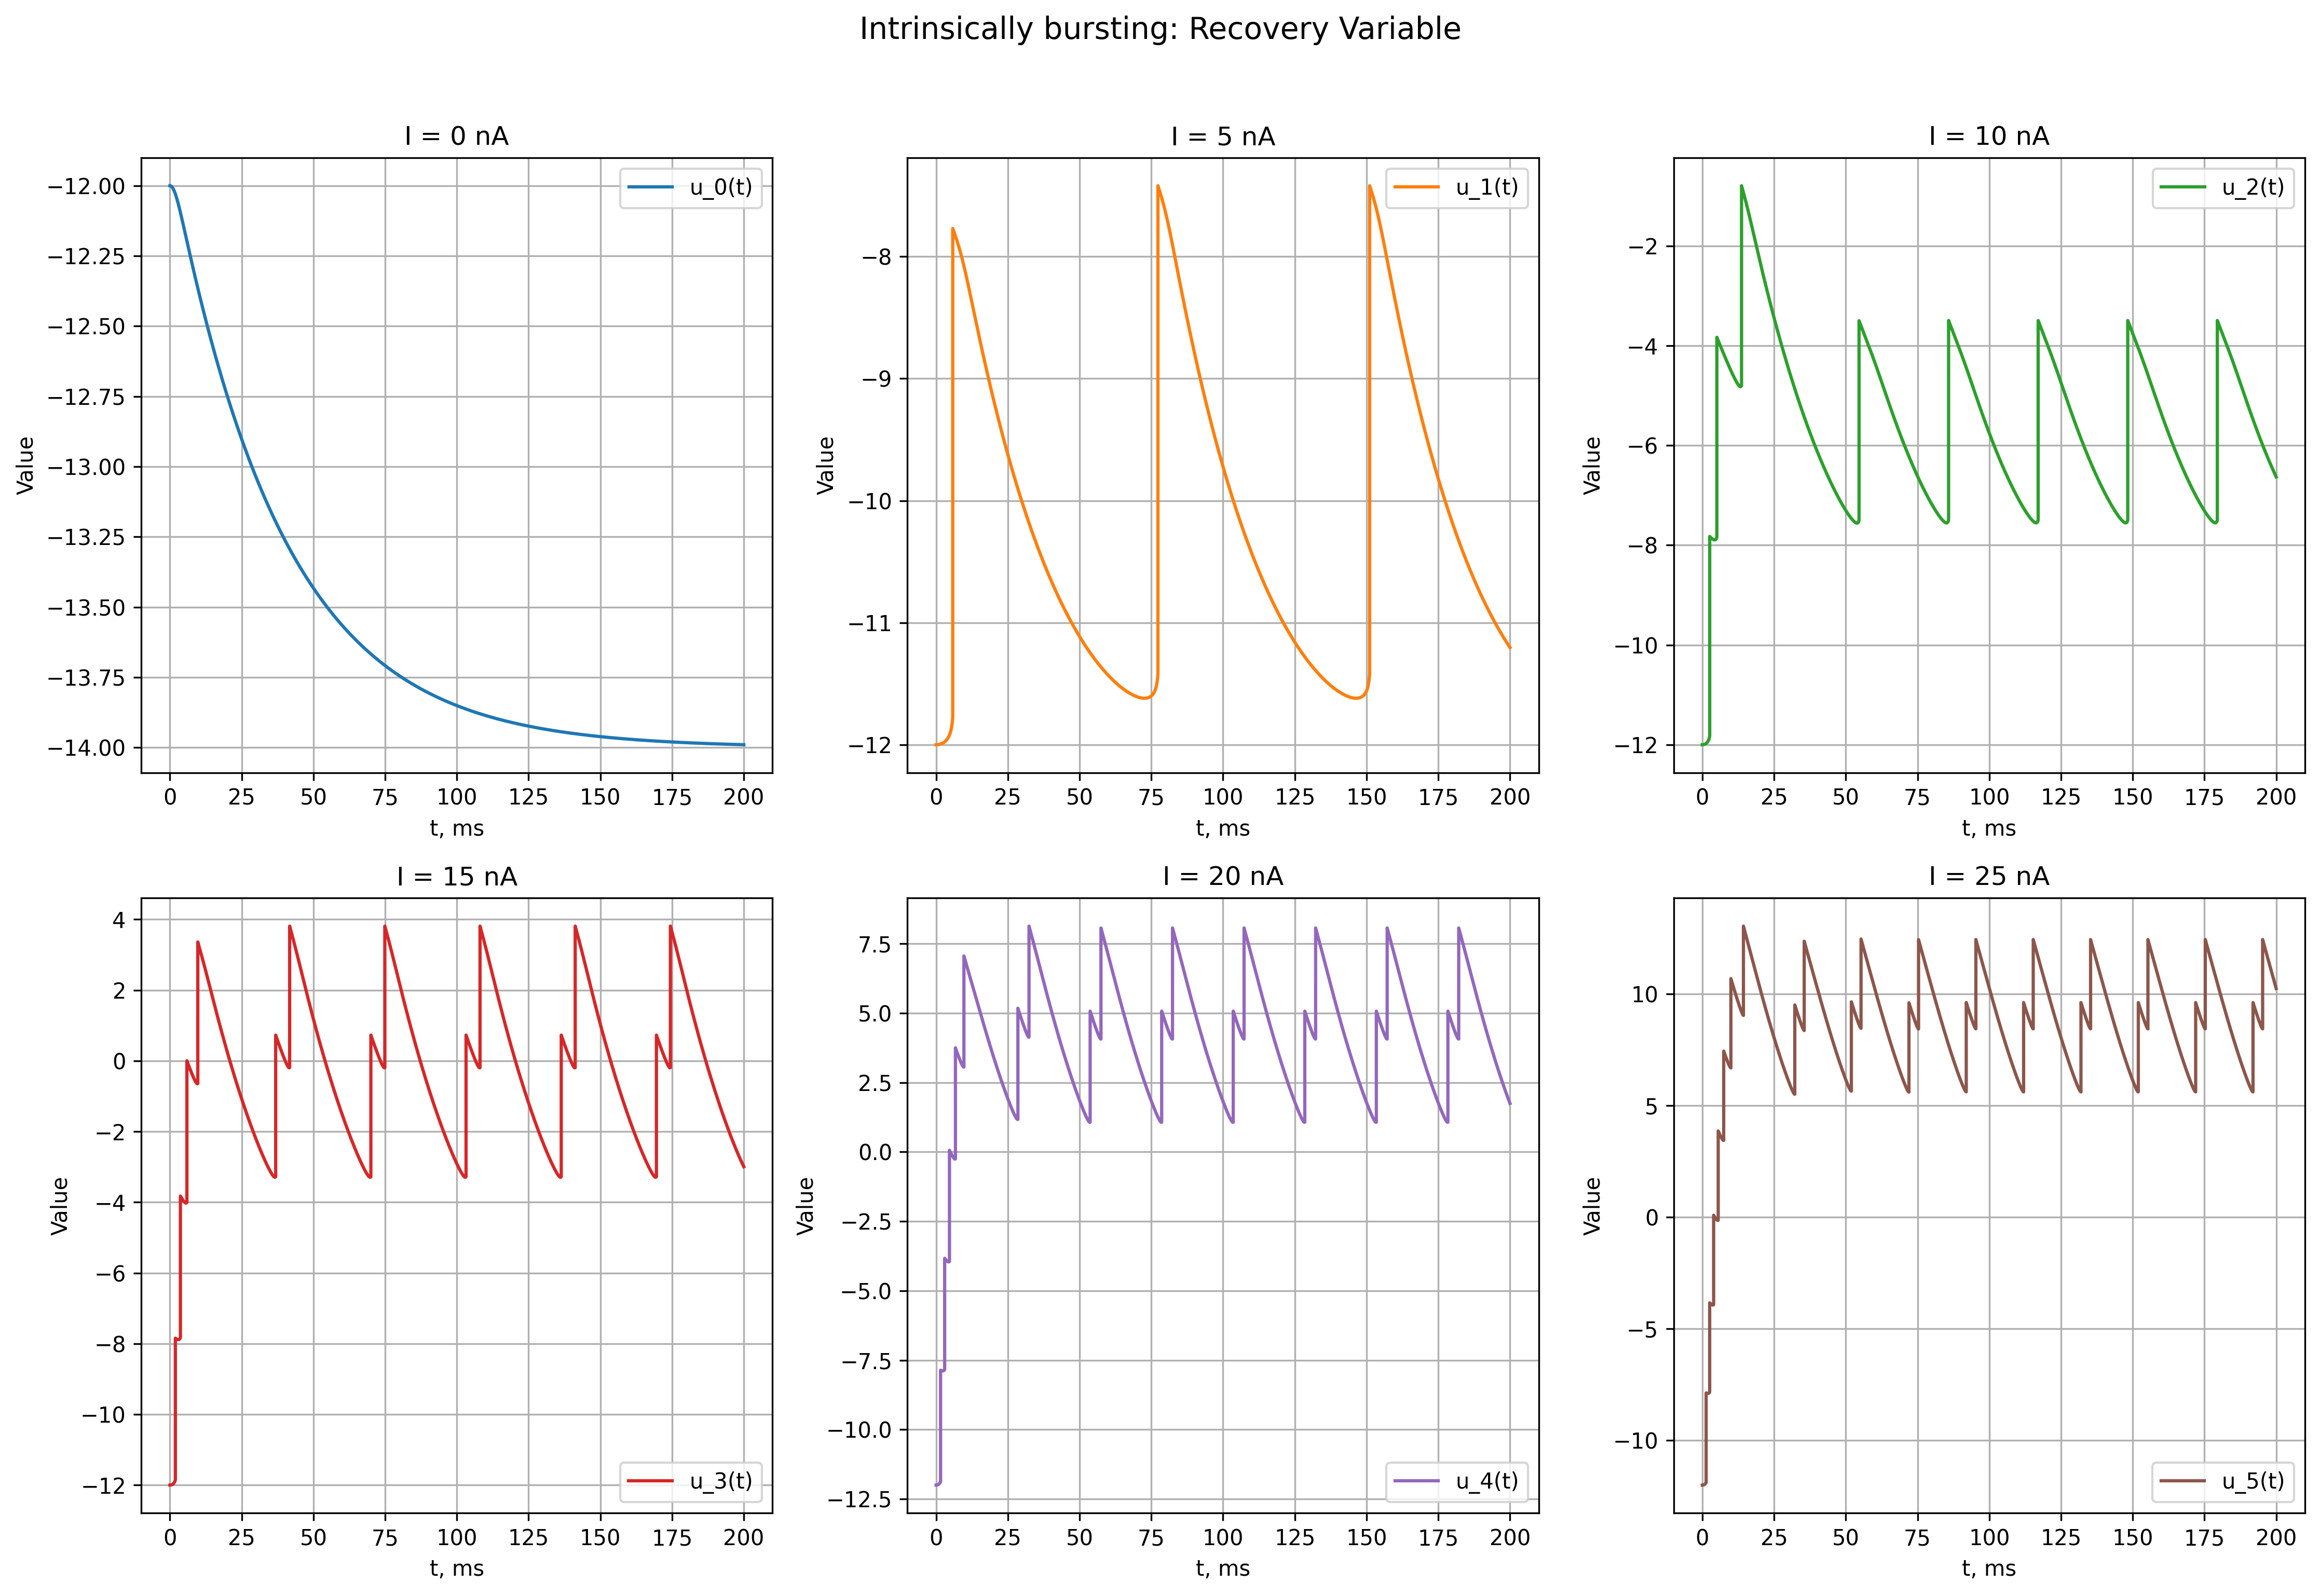 Intrinsically bursting: Recovery Variable
I = 0 nA
u_0(t)
−12.00
−12.25
−12.50
−12.75
−13.00
−13.25
−13.50
−13.75
−14.00
Value
0 25 50 75 100 125 150 175 200
t, ms
I = 5 nA
u_1(t)
−8
−9
−10
−11
−12
Value
0 25 50 75 100 125 150 175 200
t, ms
I = 10 nA
u_2(t)
−2
−4
−6
−8
−10
−12
Value
0 25 50 75 100 125 150 175 200
t, ms
I = 15 nA
4
2
0
−2
−4
−6
−8
−10
−12
Value
u_3(t)
0 25 50 75 100 125 150 175 200
t, ms
I = 20 nA
7.5
5.0
2.5
0.0
−2.5
−5.0
−7.5
−10.0
−12.5
Value
u_4(t)
0 25 50 75 100 125 150 175 200
t, ms
I = 25 nA
10
5
0
−5
−10
Value
u_5(t)
0 25 50 75 100 125 150 175 200
t, ms